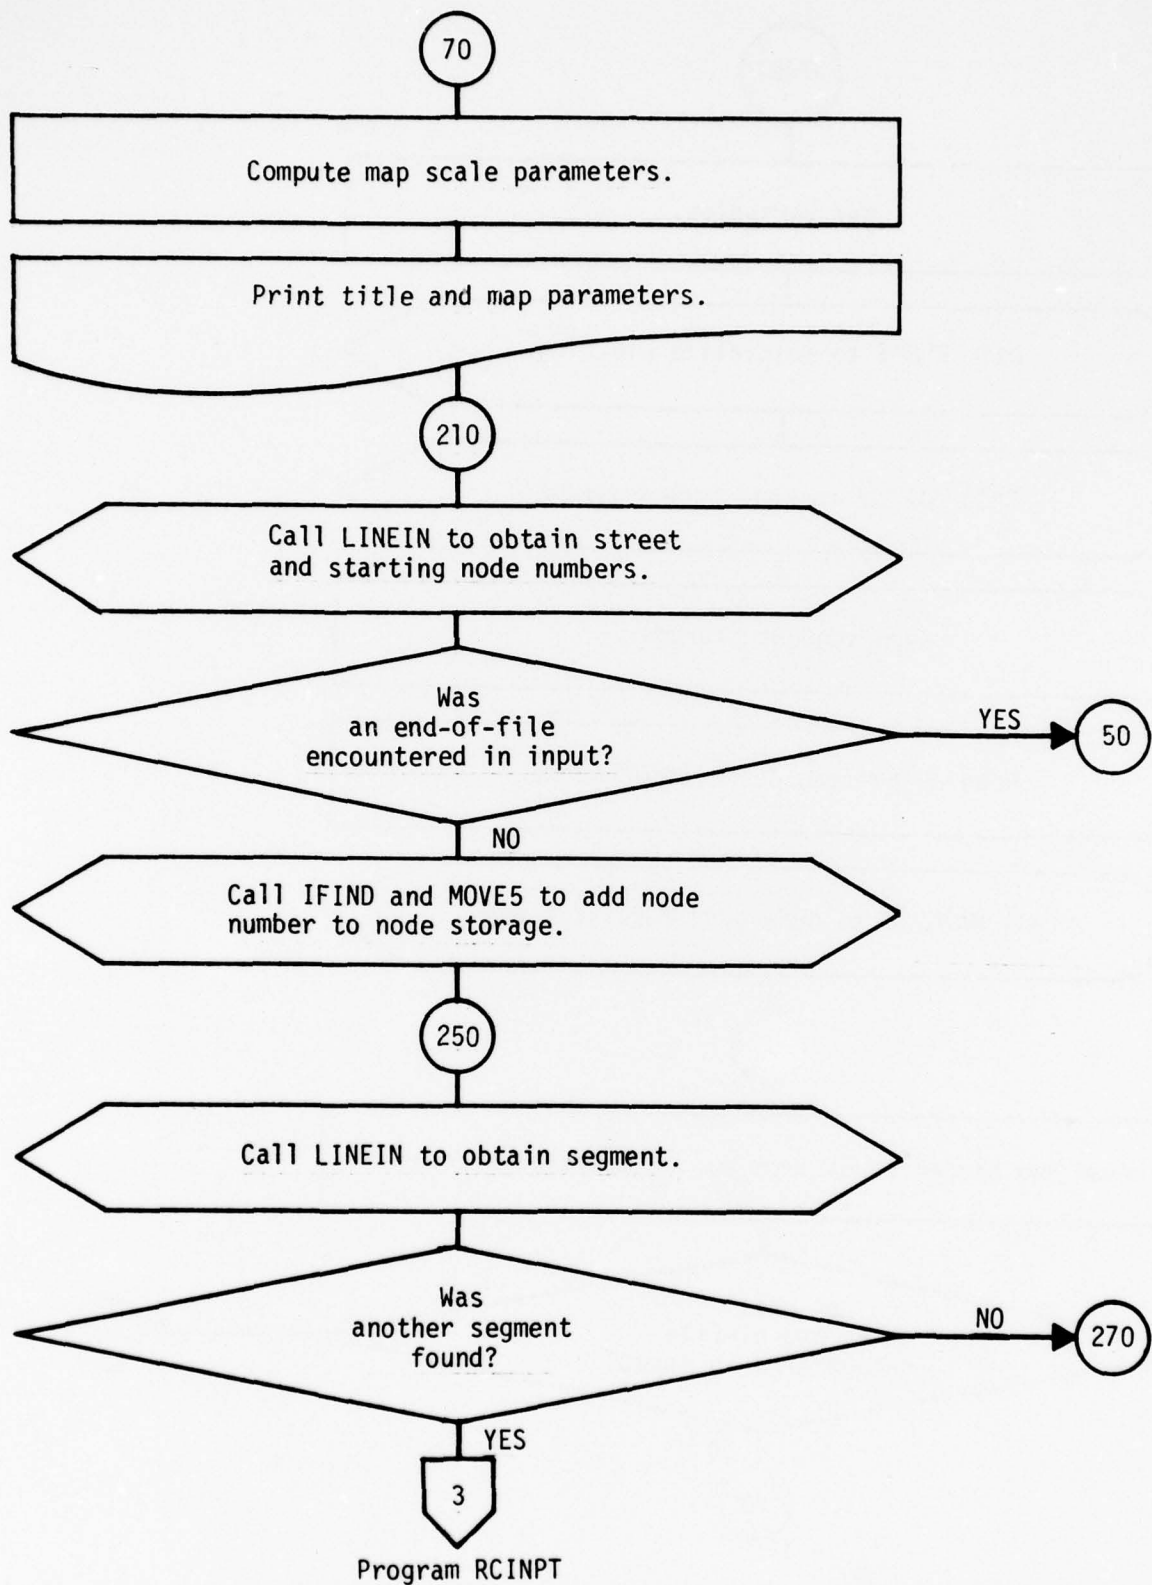 70
Compute map scale parameters.
Print title and map parameters.
210
Call LINEIN to obtain street
and starting node numbers.
Was
an end-of-file
encountered in input?
YES
50
NO
Call IFIND and MOVE5 to add node
number to node storage.
250
Call LINEIN to obtain segment.
Was
another segment
found?
NO
270
YES
3
Program RCINPT